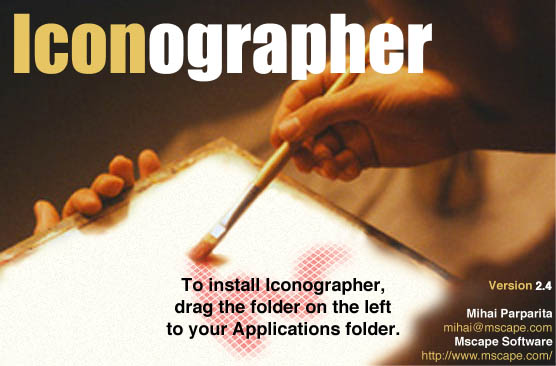 Iconographer
To install Iconographer,
drag the folder on the left
to your Applications folder.
Version 2.4
Mihai Parparita
mihai@mscape.com
Mscape Software
http://www.mscape.com/